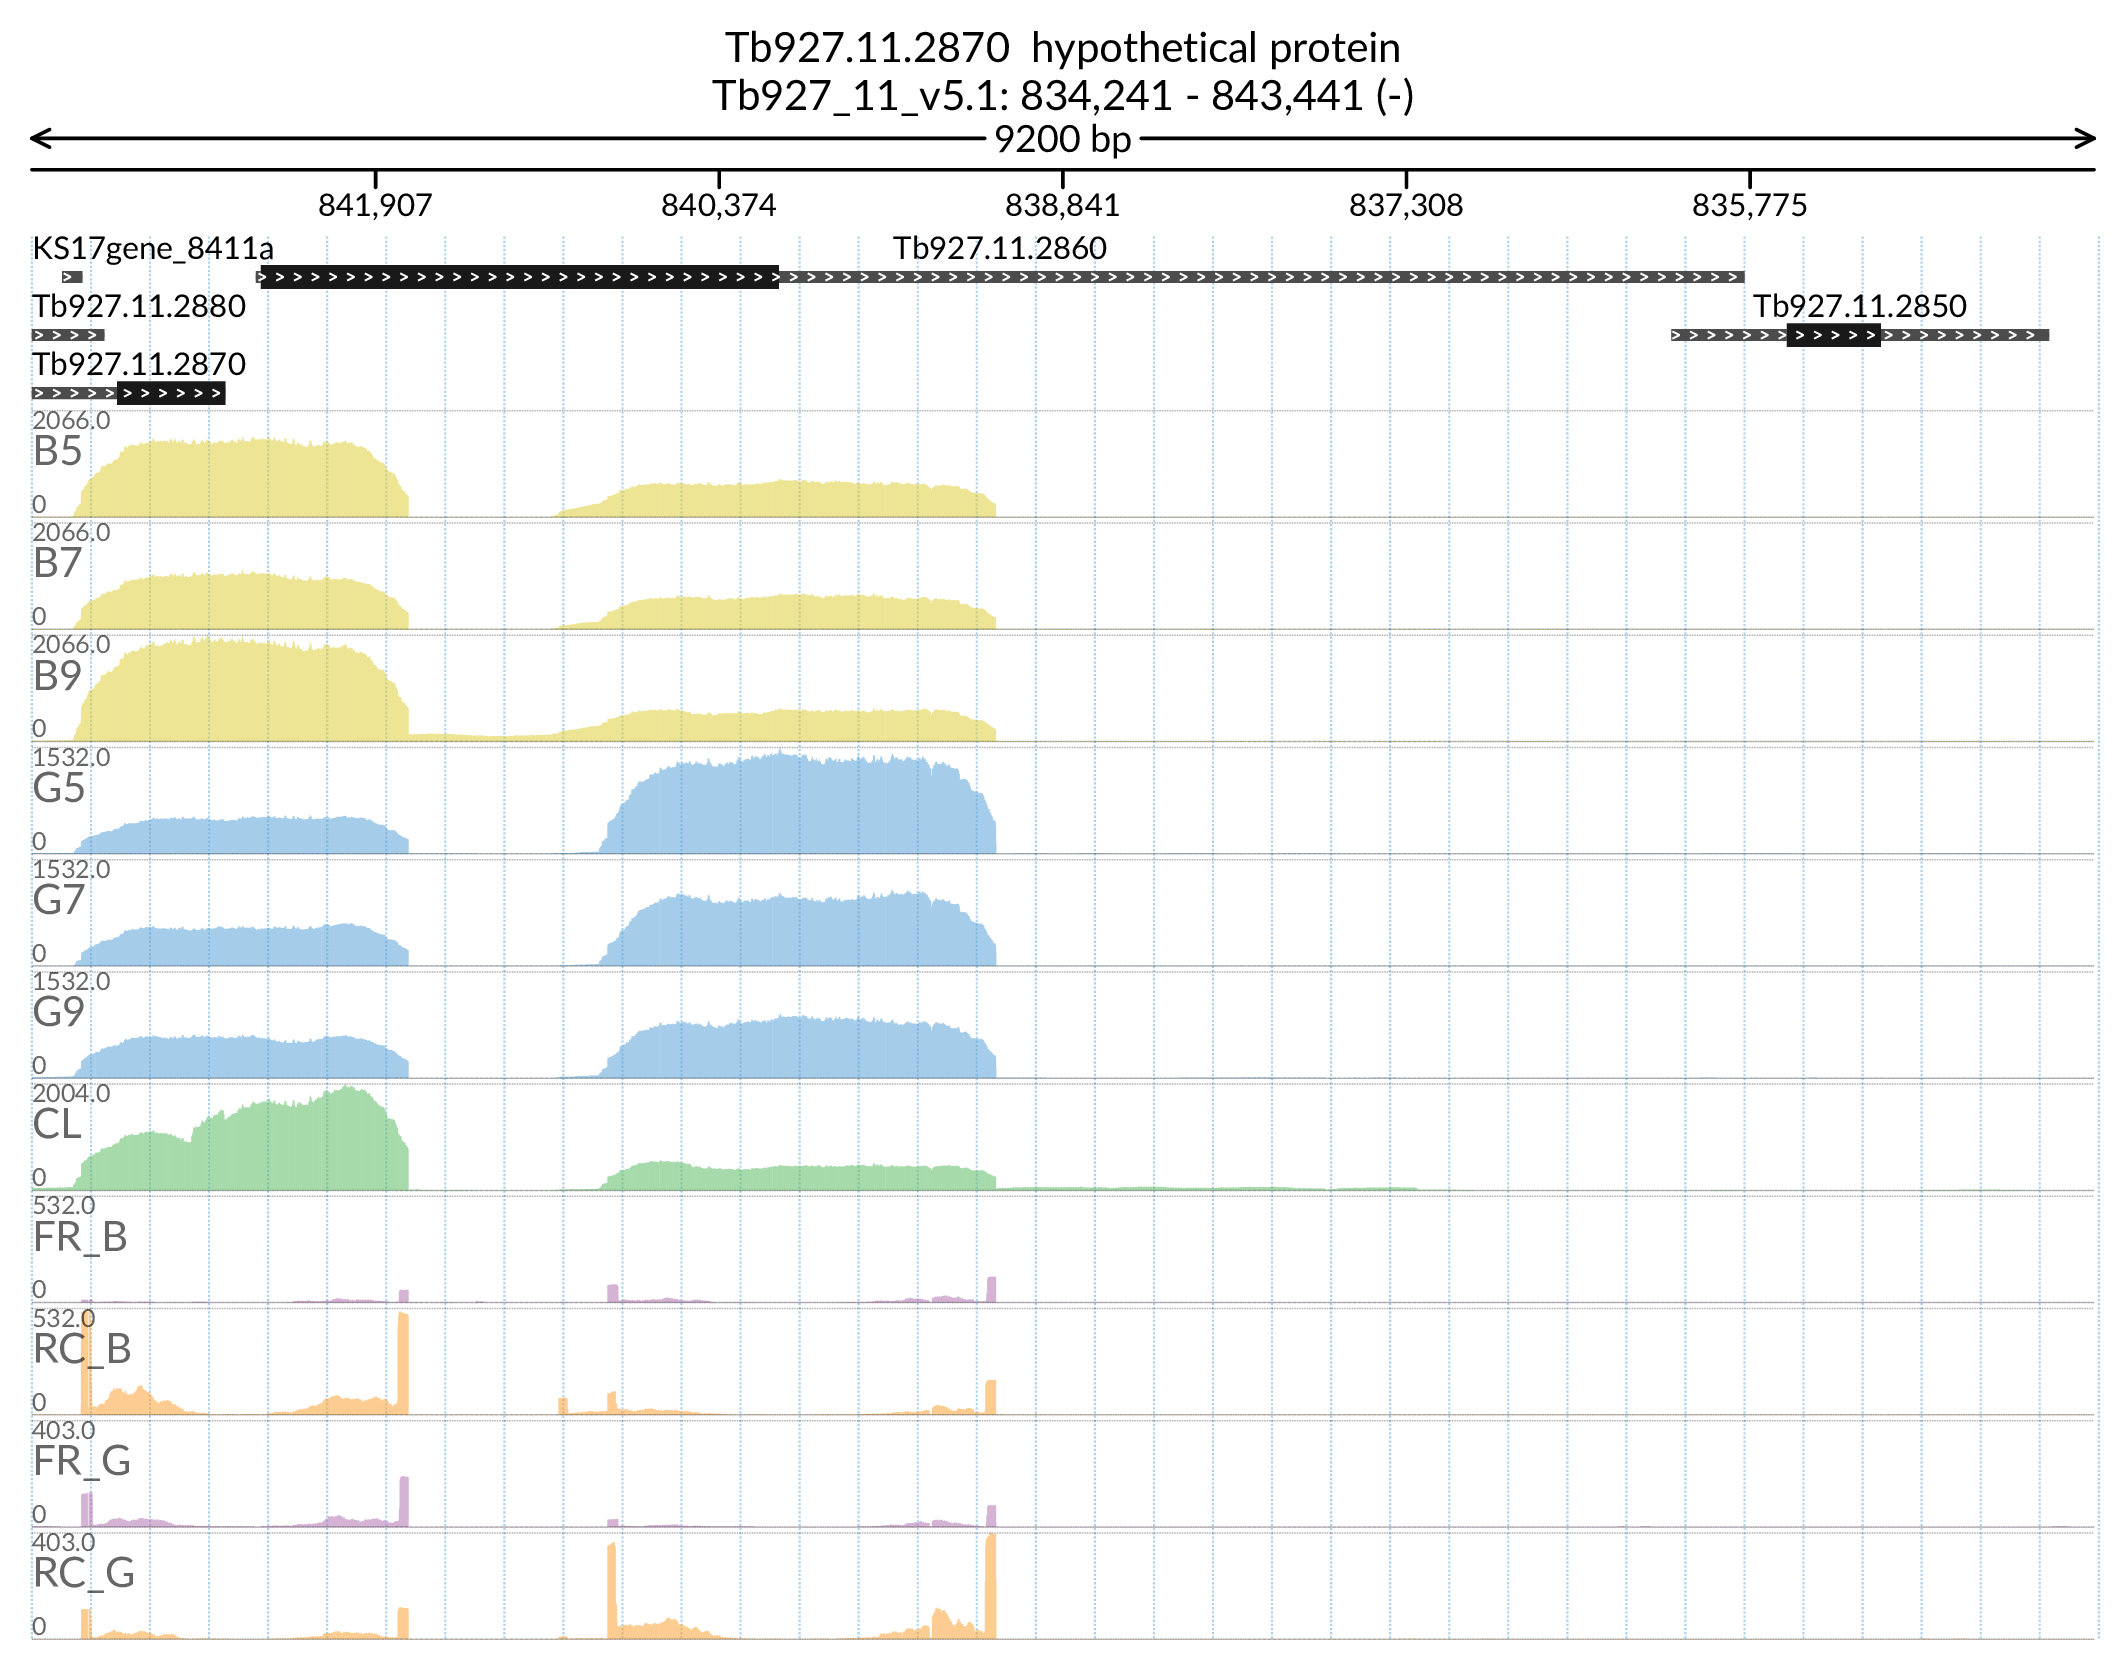 Tb927.11.2870 hypothetical protein
Tb927_11_v5.1: 834,241 - 843,441 (-)
9200 bp
841,907 840,374 838,841 837,308 835,775
KS17gene_8411a Tb927.11.2860
Tb927.11.2880 Tb927.11.2850
Tb927.11.2870
2066.0
B5
0
2066.0
B7
0
2066.0
B9
0
1532.0
G5
0
1532.0
G7
0
1532.0
G9
0
2004.0
CL
0
532.0
FR_B
0
532.0
RC_B
0
403.0
FR_G
0
403.0
RC_G
0